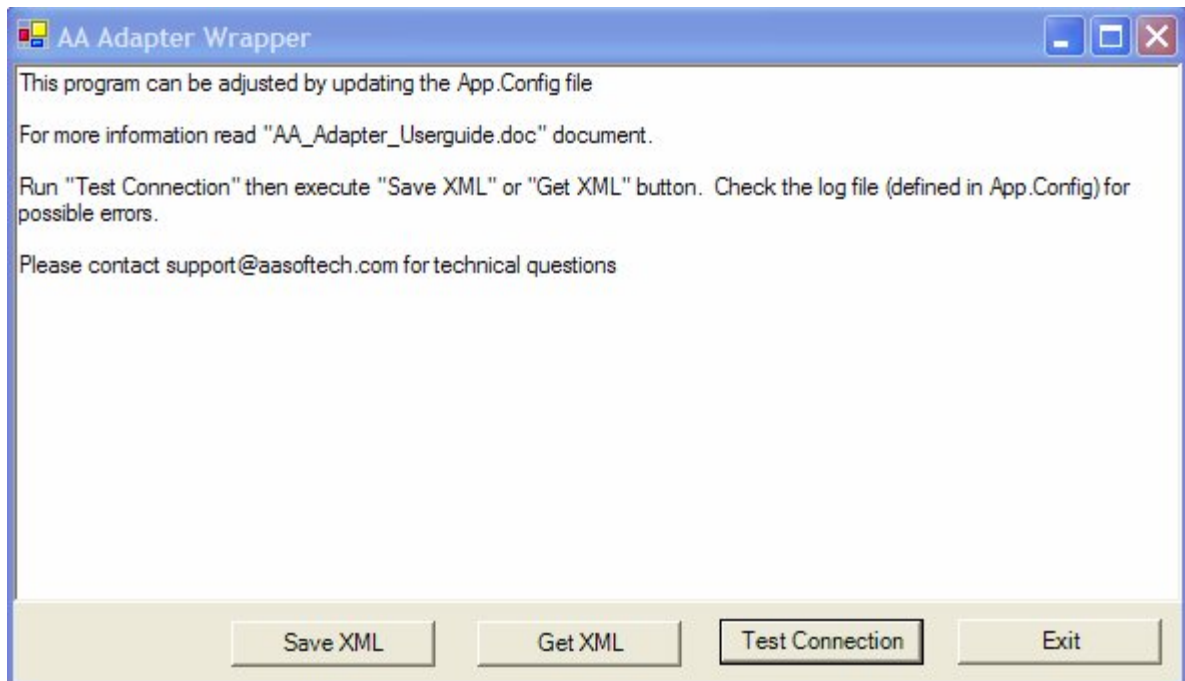 AA Adapter Wrapper
This program can be adjusted by updating the App.Config file
For more information read "AA_Adapter_Userguide.doc" document.
Run "Test Connection" then execute "Save XML" or "Get XML" button.  Check the log file (defined in App.Config) for
possible errors.
Please contact support@aasoftech.com for technical questions
Save XML
Get XML
Test Connection
Exit